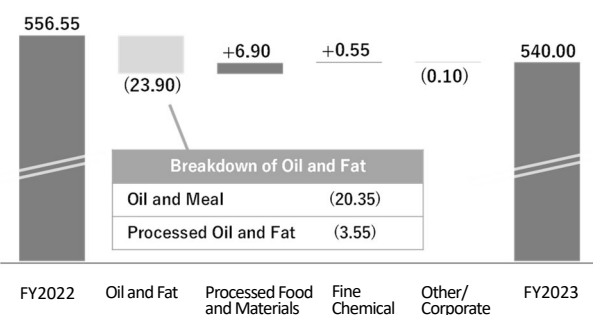 556.55
(23.90)
+6.90
+0.55
(0.10)
540.00
Breakdown of Oil and Fat
Oil and Meal (20.35)
Processed Oil and Fat (3.55)
FY2022
Oil and Fat
Processed Food
and Materials
Fine
Chemical
Other/
Corporate
FY2023